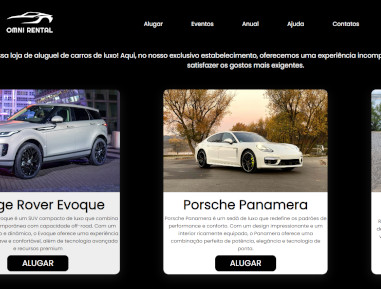 OMNI RENTAL
Alugar Eventos Anual Ajuda Contatos
ssa loja de aluguel de carros de luxo! Aqui, no nosso exclusivo estabelecimento, oferecemos uma experiência incomp
satisfazer os gostos mais exigentes.
ge Rover Evoque
oque é um SUV compacto de luxo que combina
mporânea com capacidade off-road. Com um
o e dinâmico, o Evoque oferece uma experiência
ave e confortável, além de tecnologia avançada
e recursos premium
ALUGAR
Porsche Panamera
Porsche Panamera é um sedã de luxo que redefine os padrões de
performance e conforto. Com um design impressionante e um
interior ricamente equipado, o Panamera oferece uma
combinação perfeita de potência, elegância e tecnologia de
ponta.
ALUGAR